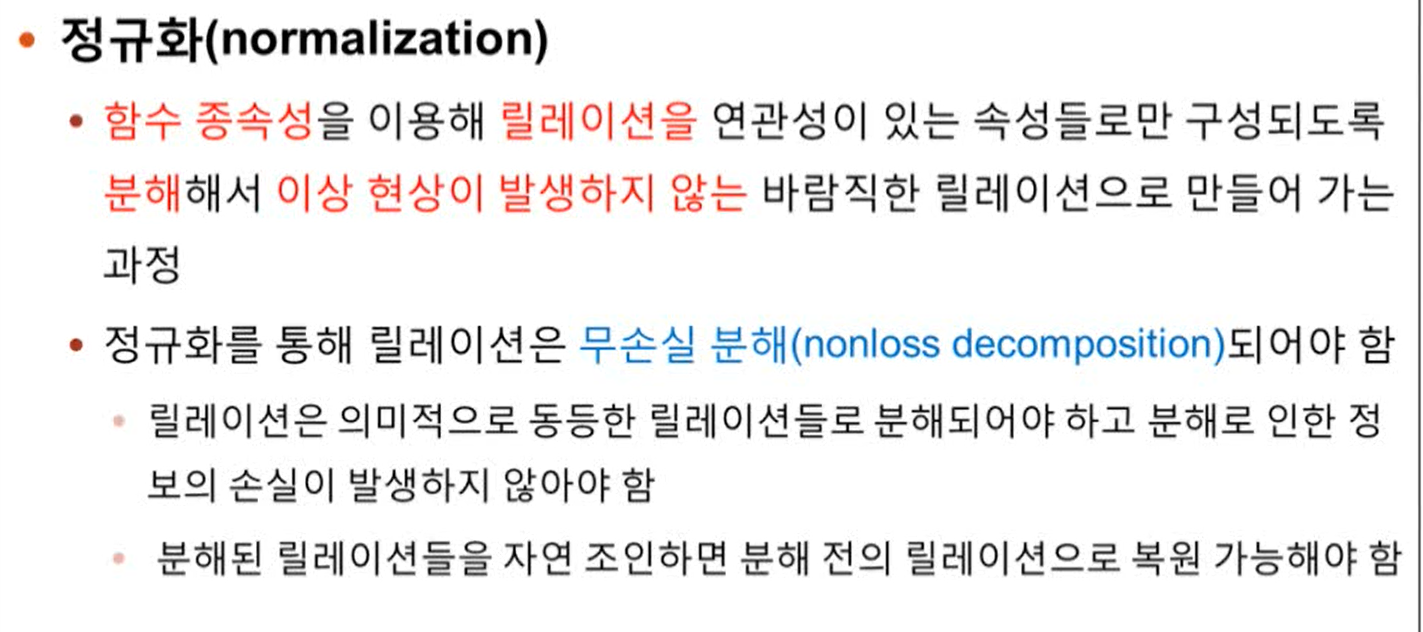 • 정규화(normalization)
• 함수 종속성을 이용해 릴레이션을 연관성이 있는 속성들로만 구성되도록
분해해서 이상 현상이 발생하지 않는 바람직한 릴레이션으로 만들어 가는
과정
• 정규화를 통해 릴레이션은 무손실 분해(nonloss decomposition)되어야 함
• 릴레이션은 의미적으로 동등한 릴레이션들로 분해되어야 하고 분해로 인한 정
보의 손실이 발생하지 않아야 함
• 분해된 릴레이션들을 자연 조인하면 분해 전의 릴레이션으로 복원 가능해야 함